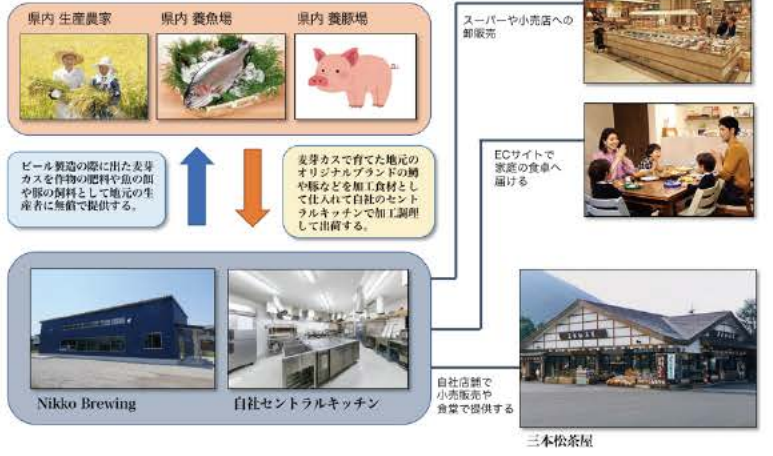 県内 生産農家
県内 養魚場
県内 養豚場
スーパーや小売店への
卸販売
ビール製造の際に出た麦芽
カスを作物の肥料や魚の餌
や豚の飼料として地元の生
産者に無償で提供する。
麦芽カスで育てた地元の
オリジナルブランドの鱒
や豚などを加工食材とし
て仕入れて自社のセント
ラルキッチンで加工調理
して出荷する。
ECサイトで
家庭の食卓へ
届ける
Nikko Brewing
自社セントラルキッチン
自社店舗で
小売販売や
食堂で提供する
三本松茶屋